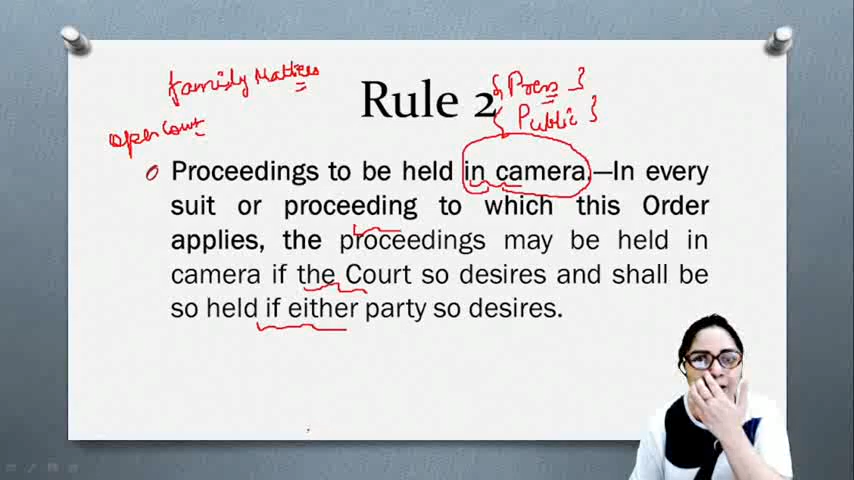 family Matters
Rule 2
{ Press }
{ Public }
open Court
Proceedings to be held in camera.—In every
suit or proceeding to which this Order
applies, the proceedings may be held in
camera if the Court so desires and shall be
so held if either party so desires.